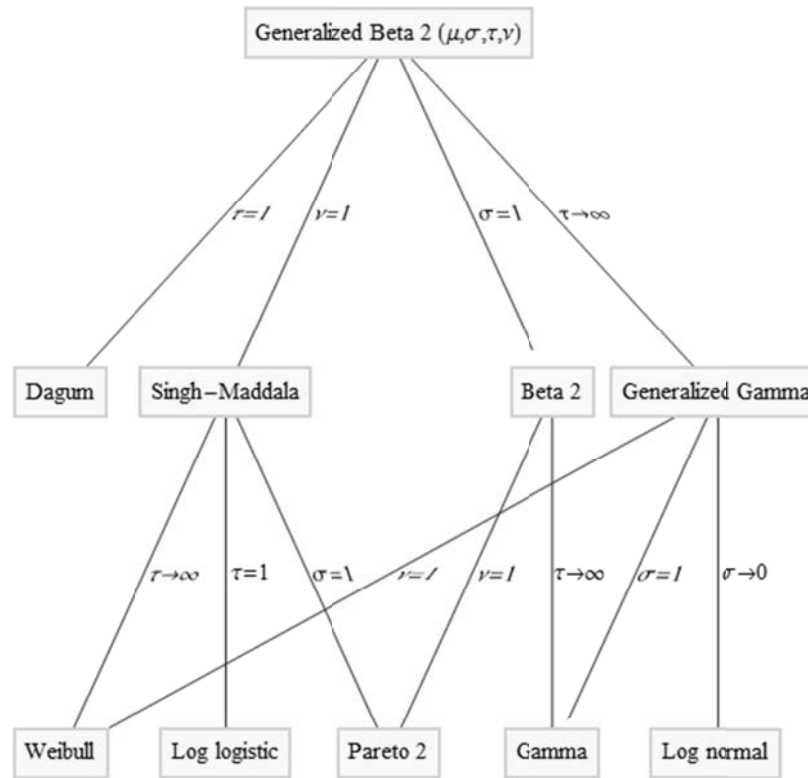 Generalized Beta 2 (μ,σ,τ,ν)
τ=1
ν=1
σ=1
τ→∞
Dagum
Singh–Maddala
Beta 2
Generalized Gamma
τ→∞
τ=1
σ=1
ν=1
ν=1
τ→∞
σ=1
σ→0
Weibull
Log logistic
Pareto 2
Gamma
Log normal